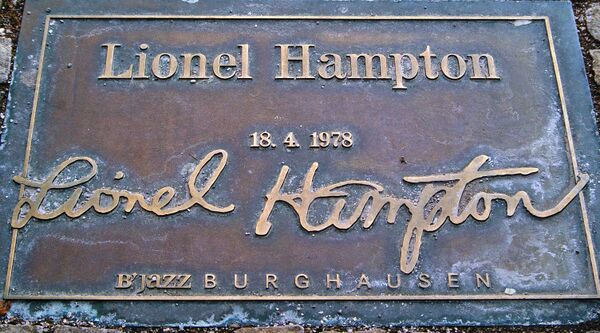 Lionel Hampton
18. 4. 1978
Lionel Hampton
B'JAZZ BURGHAUSEN